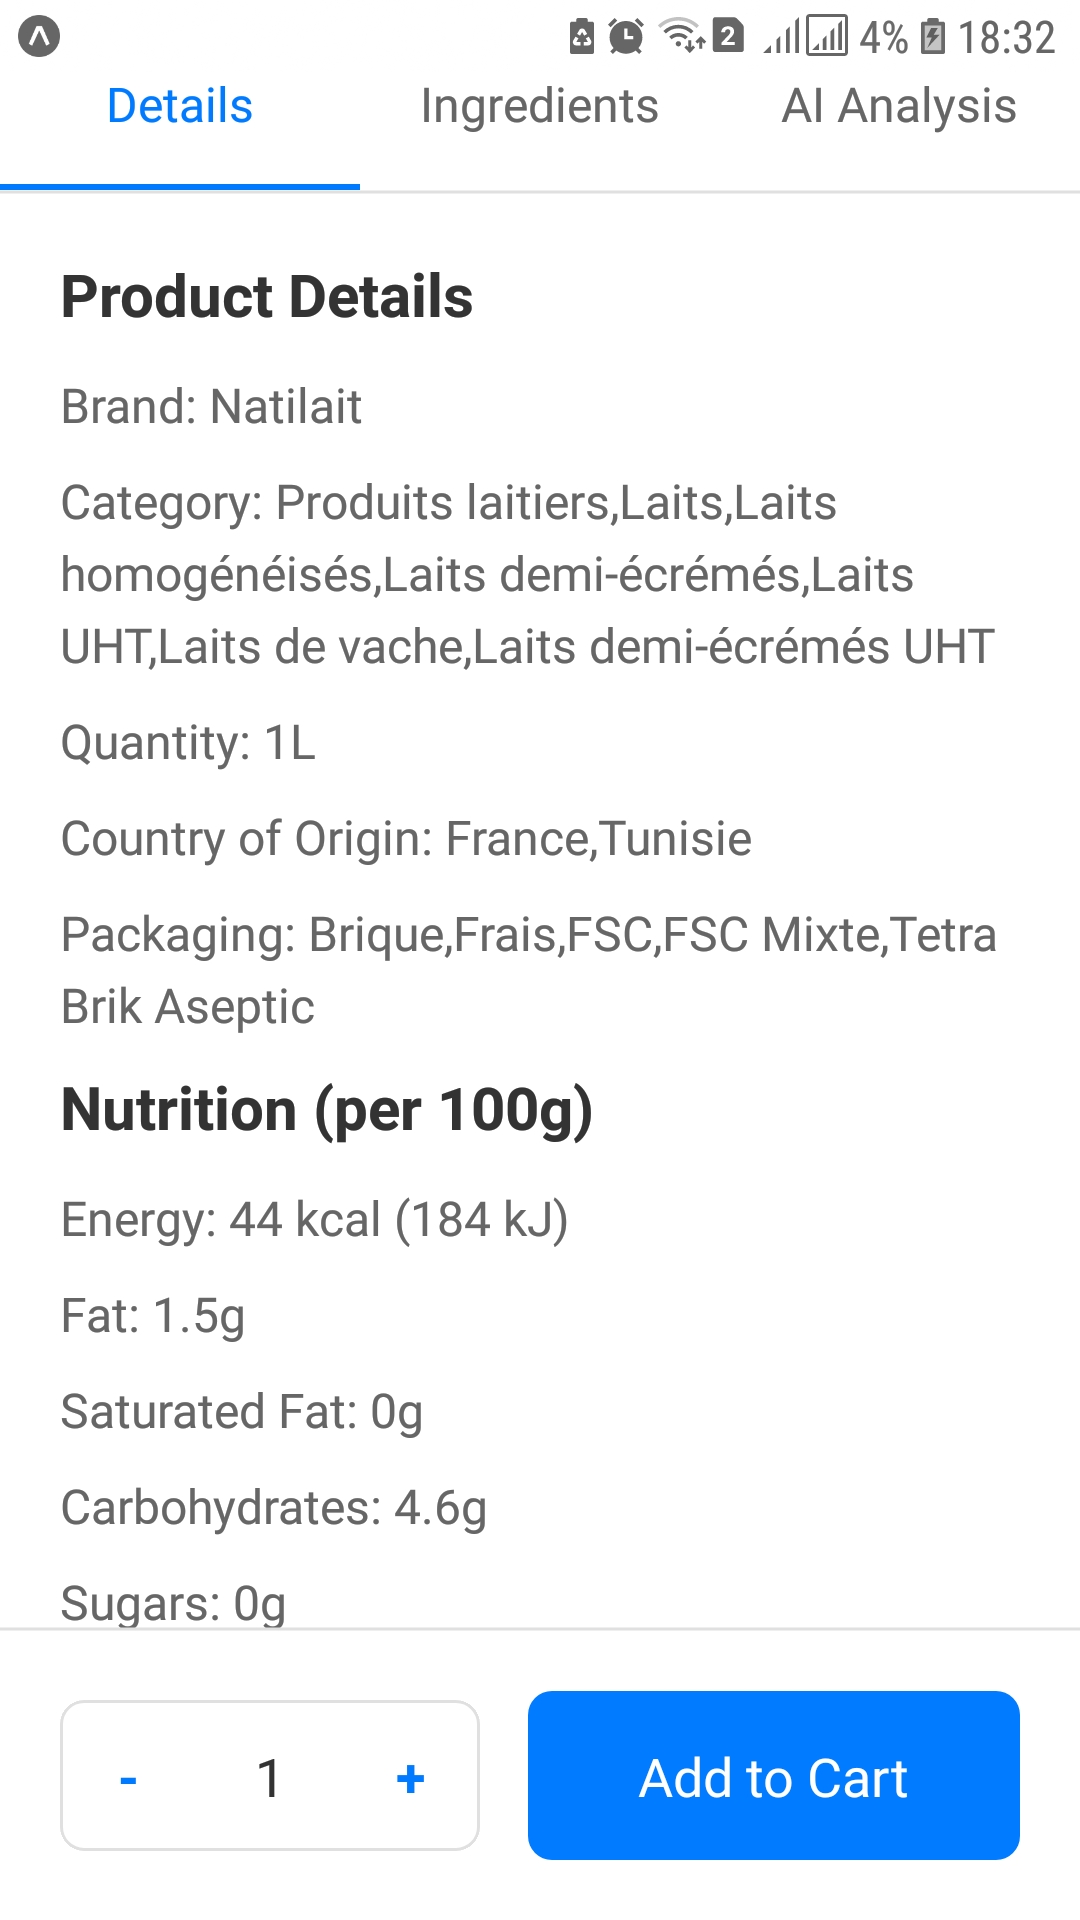 2 4% 18:32
Details Ingredients AI Analysis
Product Details
Brand: Natilait
Category: Produits laitiers,Laits,Laits
homogénéisés,Laits demi-écrémés,Laits
UHT,Laits de vache,Laits demi-écrémés UHT
Quantity: 1L
Country of Origin: France,Tunisie
Packaging: Brique,Frais,FSC,FSC Mixte,Tetra
Brik Aseptic
Nutrition (per 100g)
Energy: 44 kcal (184 kJ)
Fat: 1.5g
Saturated Fat: 0g
Carbohydrates: 4.6g
Sugars: 0g
- 1 + Add to Cart